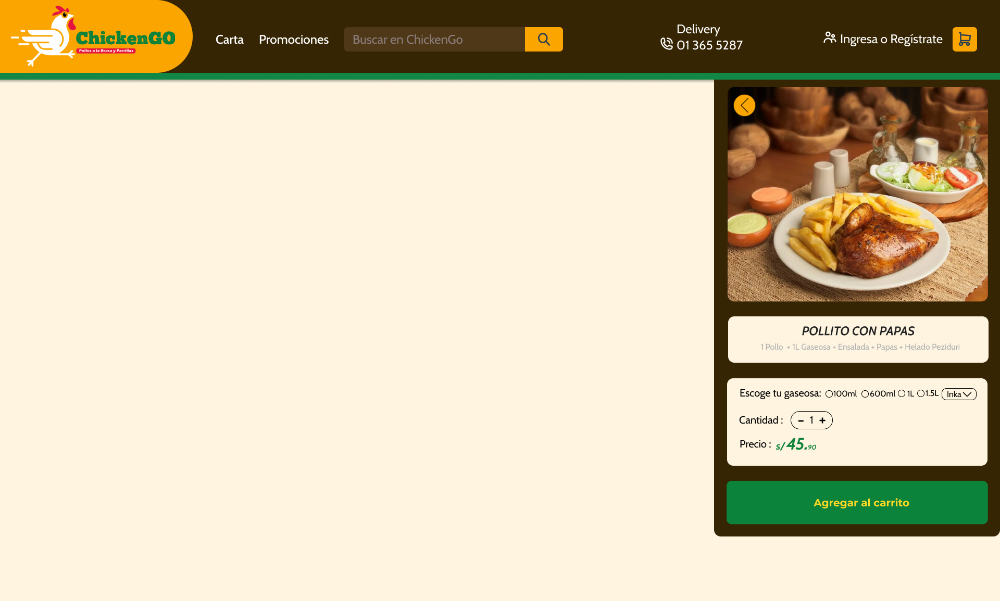 ChickenGO
Pollos a la Brasa y Parrillas
Carta
Promociones
Buscar en ChickenGo
Delivery
01 365 5287
Ingresa o Regístrate
POLLITO CON PAPAS
1 Pollo + 1L Gaseosa + Ensalada + Papas + Helado Peziduri
Escoge tu gaseosa: 100ml 600ml 1L 1.5L Inka
Cantidad : - 1 +
Precio : s/ 45.90
Agregar al carrito